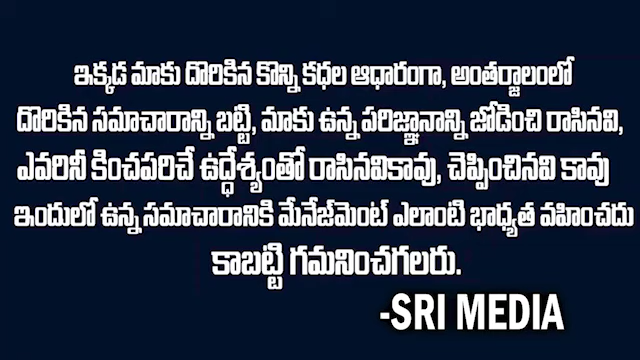 ఇక్కడ మాకు దొరికిన కొన్ని కధల ఆధారంగా, అంతర్జాలంలో
దొరికిన సమాచారాన్ని బట్టి, మాకు ఉన్న పరిజ్ఞానాన్ని జోడించి రాసినవి,
ఎవరినీ కించపరిచే ఉద్ధేశ్యంతో రాసినవికావు, చెప్పించినవి కావు
ఇందులో ఉన్న సమాచారానికి మేనేజ్‌మెంట్ ఎలాంటి భాధ్యత వహించదు
కాబట్టి గమనించగలరు.
-SRI MEDIA